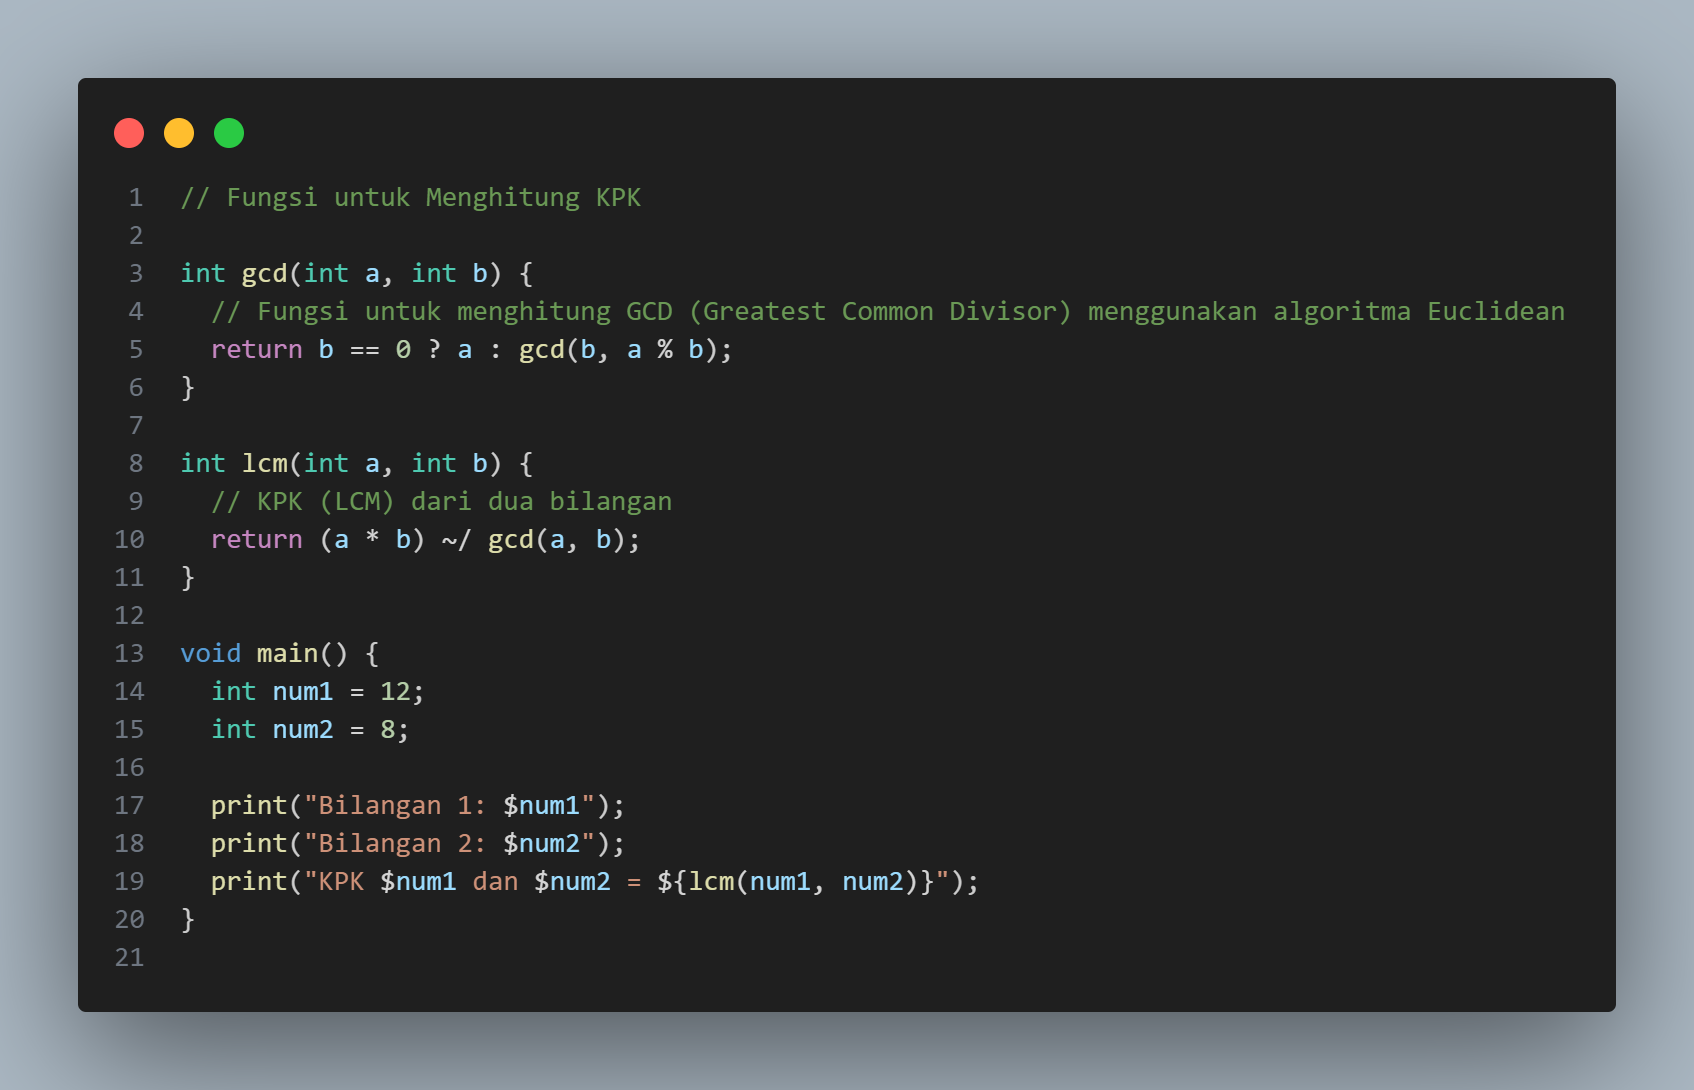 1 // Fungsi untuk Menghitung KPK
2
3 int gcd(int a, int b) {
4   // Fungsi untuk menghitung GCD (Greatest Common Divisor) menggunakan algoritma Euclidean
5   return b == 0 ? a : gcd(b, a % b);
6 }
7
8 int lcm(int a, int b) {
9   // KPK (LCM) dari dua bilangan
10   return (a * b) ~/ gcd(a, b);
11 }
12
13 void main() {
14   int num1 = 12;
15   int num2 = 8;
16
17   print("Bilangan 1: $num1");
18   print("Bilangan 2: $num2");
19   print("KPK $num1 dan $num2 = ${lcm(num1, num2)}");
20 }
21